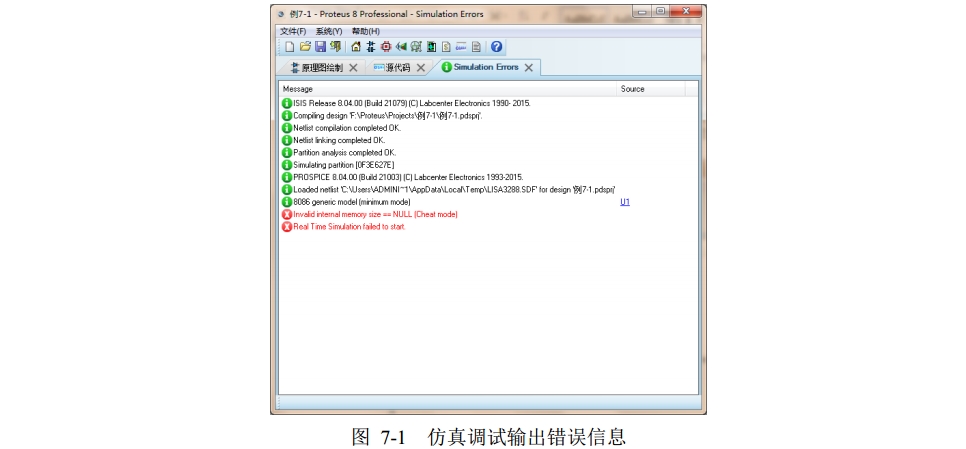 例7-1 - Proteus 8 Professional - Simulation Errors
文件(F) 系统(Y) 帮助(H)
原理图绘制 源代码 Simulation Errors
Message Source
ISIS Release 8.04.00 (Build 21079) (C) Labcenter Electronics 1990- 2015.
Compiling design 'F:\Proteus\Projects\例7-1\例7-1.pdsprj'.
Netlist compilation completed OK.
Netlist linking completed OK.
Partition analysis completed OK.
Simulating partition [0F3E627E]
PROSPICE 8.04.00 (Build 21003) (C) Labcenter Electronics 1993-2015.
Loaded netlist 'C:\Users\ADMINI~1\AppData\Local\Temp\LISA3288.SDF' for design '例7-1.pdsprj'
8086 generic model (minimum mode) U1
Invalid internal memory size == NULL (Cheat mode)
Real Time Simulation failed to start.
图 7-1 仿真调试输出错误信息